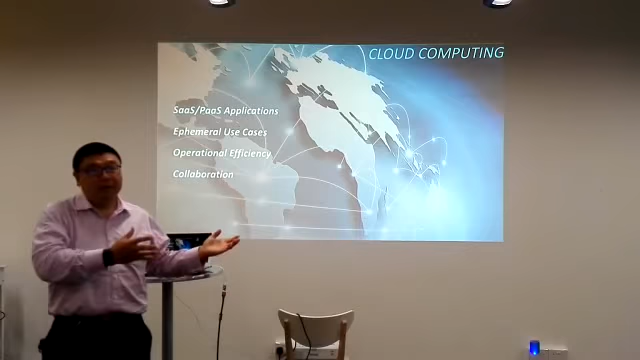 CLOUD COMPUTING
SaaS/PaaS Applications
Ephemeral Use Cases
Operational Efficiency
Collaboration